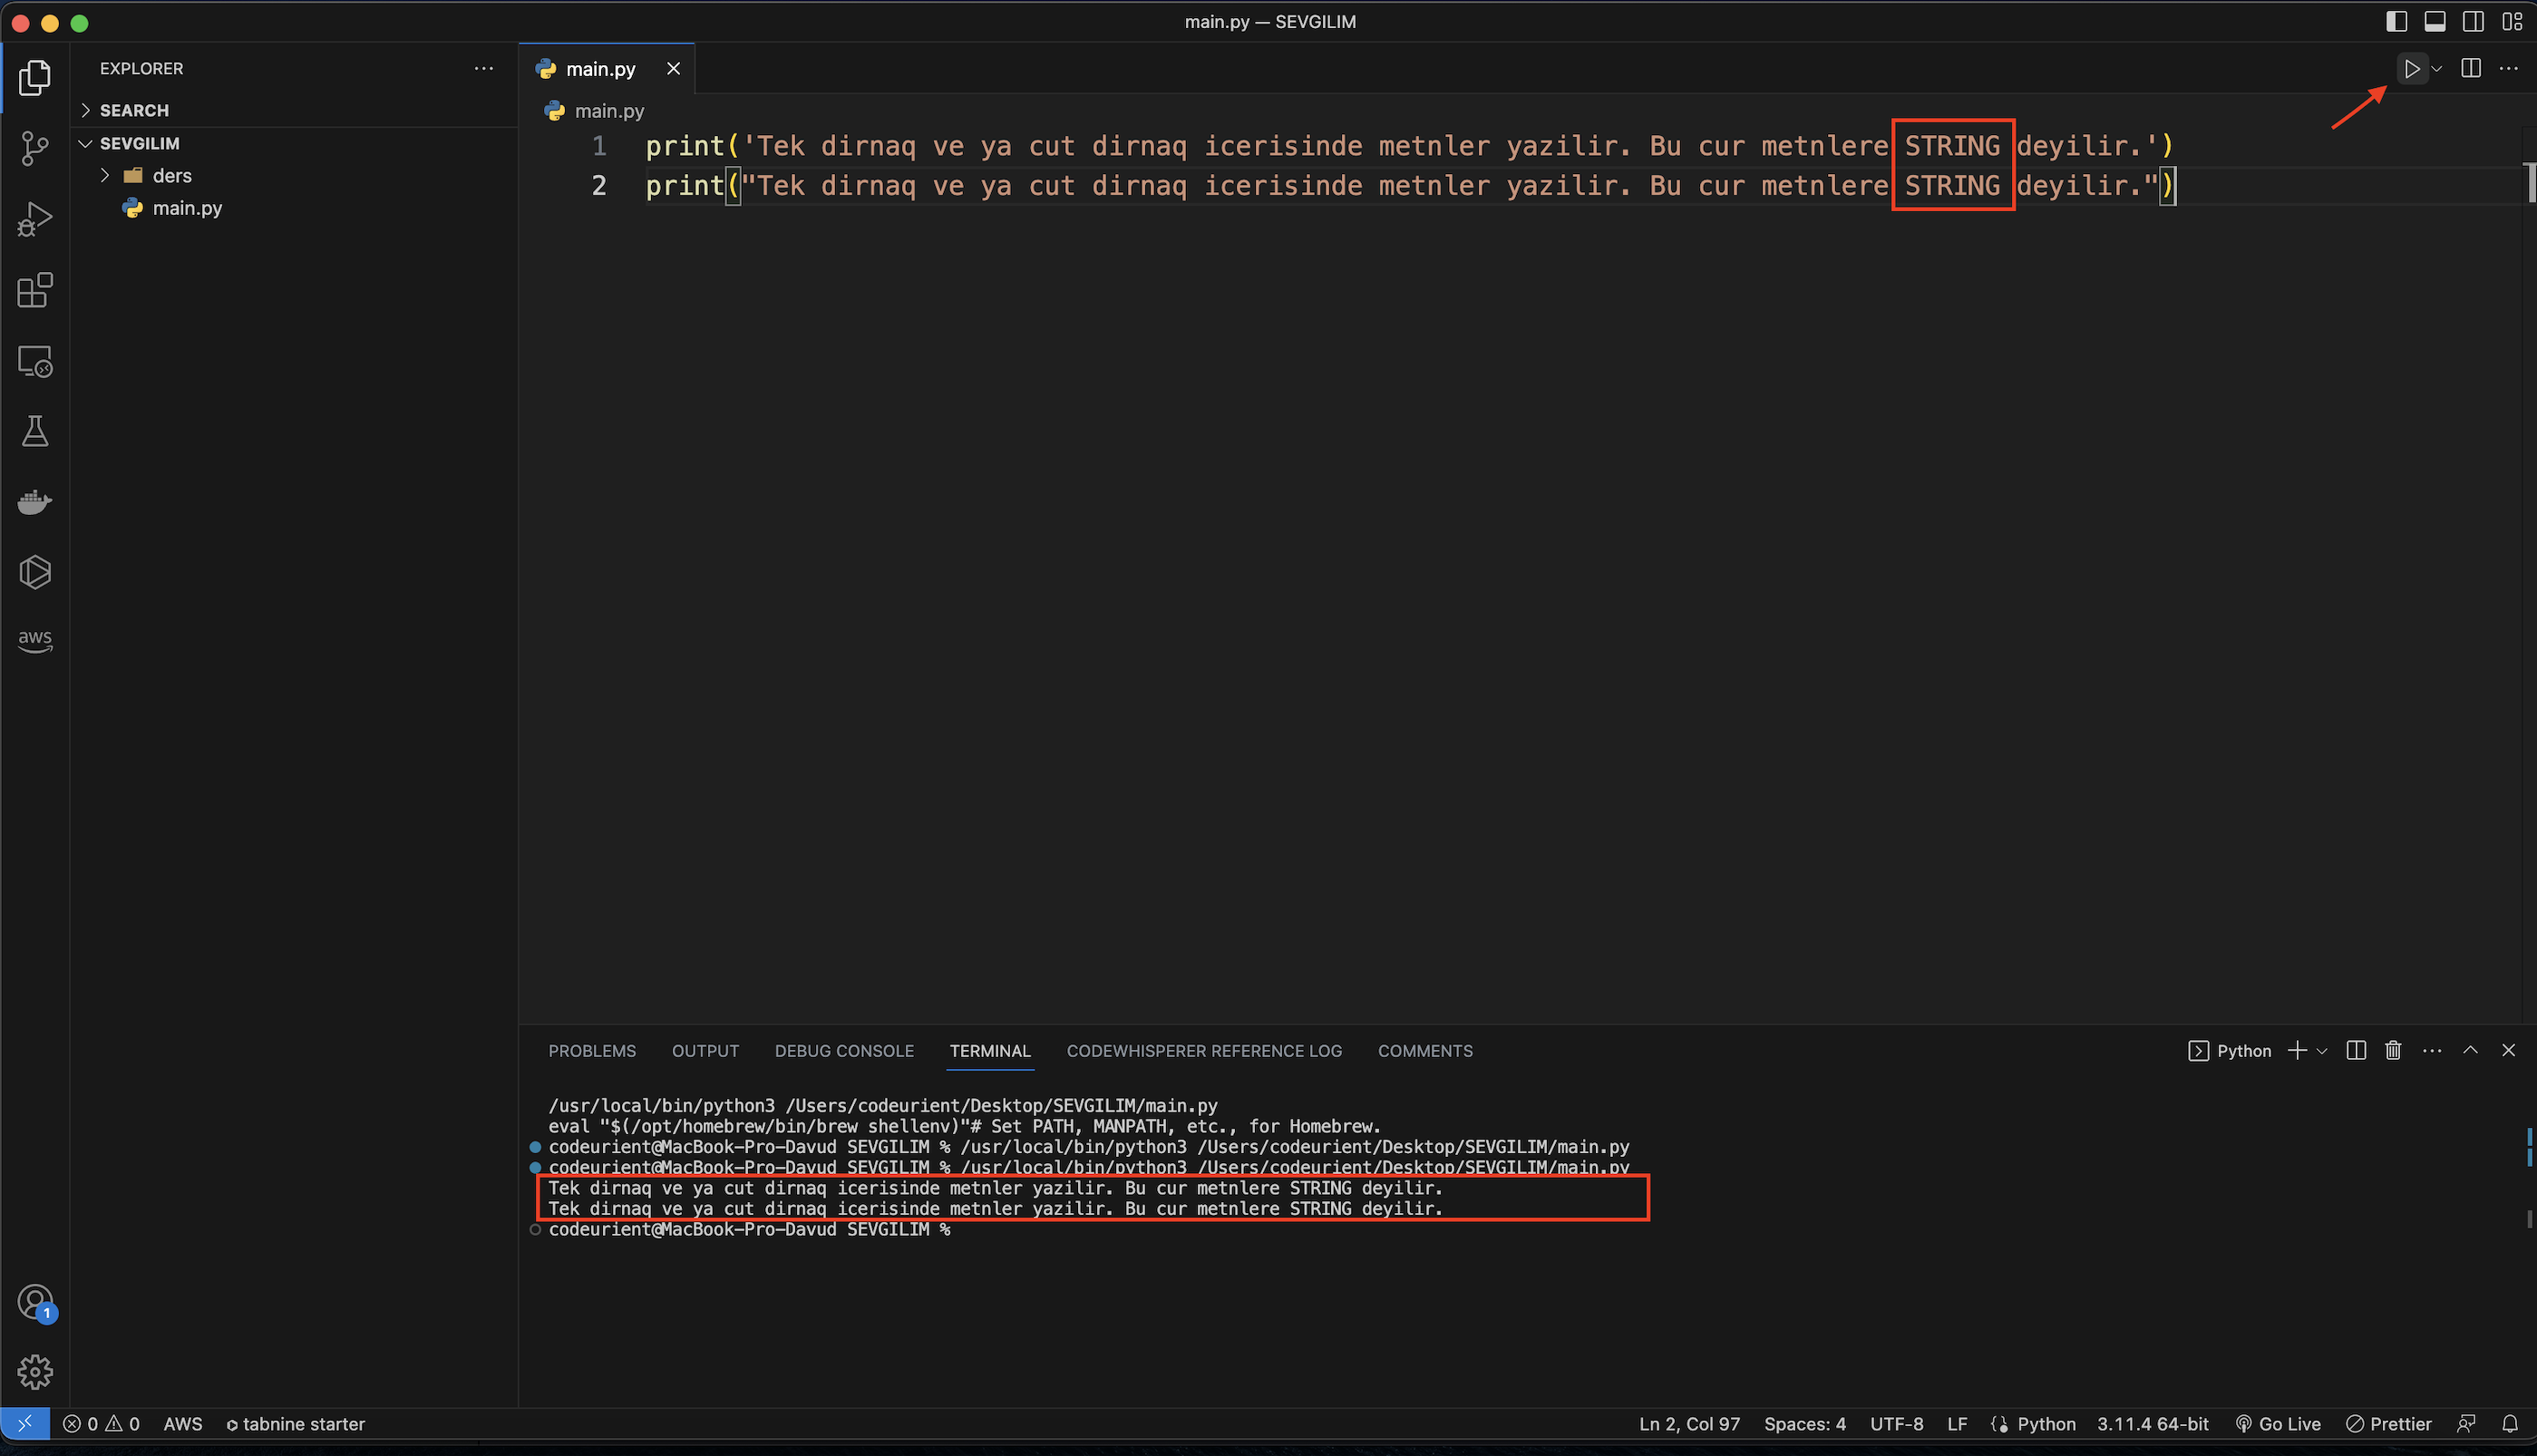 main.py — SEVGILIM
EXPLORER
SEARCH
SEVGILIM
ders
main.py
aws
1
main.py
main.py
1 print('Tek dirnaq ve ya cut dirnaq icerisinde metnler yazilir. Bu cur metnlere STRING deyilir.')
2 print("Tek dirnaq ve ya cut dirnaq icerisinde metnler yazilir. Bu cur metnlere STRING deyilir.")
PROBLEMS OUTPUT DEBUG CONSOLE TERMINAL CODEWHISPERER REFERENCE LOG COMMENTS Python
/usr/local/bin/python3 /Users/codeurient/Desktop/SEVGILIM/main.py
eval "$(/opt/homebrew/bin/brew shellenv)"# Set PATH, MANPATH, etc., for Homebrew.
codeurient@MacBook-Pro-Davud SEVGILIM % /usr/local/bin/python3 /Users/codeurient/Desktop/SEVGILIM/main.py
codeurient@MacBook-Pro-Davud SEVGILIM % /usr/local/bin/python3 /Users/codeurient/Desktop/SEVGILIM/main.py
Tek dirnaq ve ya cut dirnaq icerisinde metnler yazilir. Bu cur metnlere STRING deyilir.
Tek dirnaq ve ya cut dirnaq icerisinde metnler yazilir. Bu cur metnlere STRING deyilir.
codeurient@MacBook-Pro-Davud SEVGILIM %
0 0 AWS tabnine starter Ln 2, Col 97 Spaces: 4 UTF-8 LF Python 3.11.4 64-bit Go Live Prettier